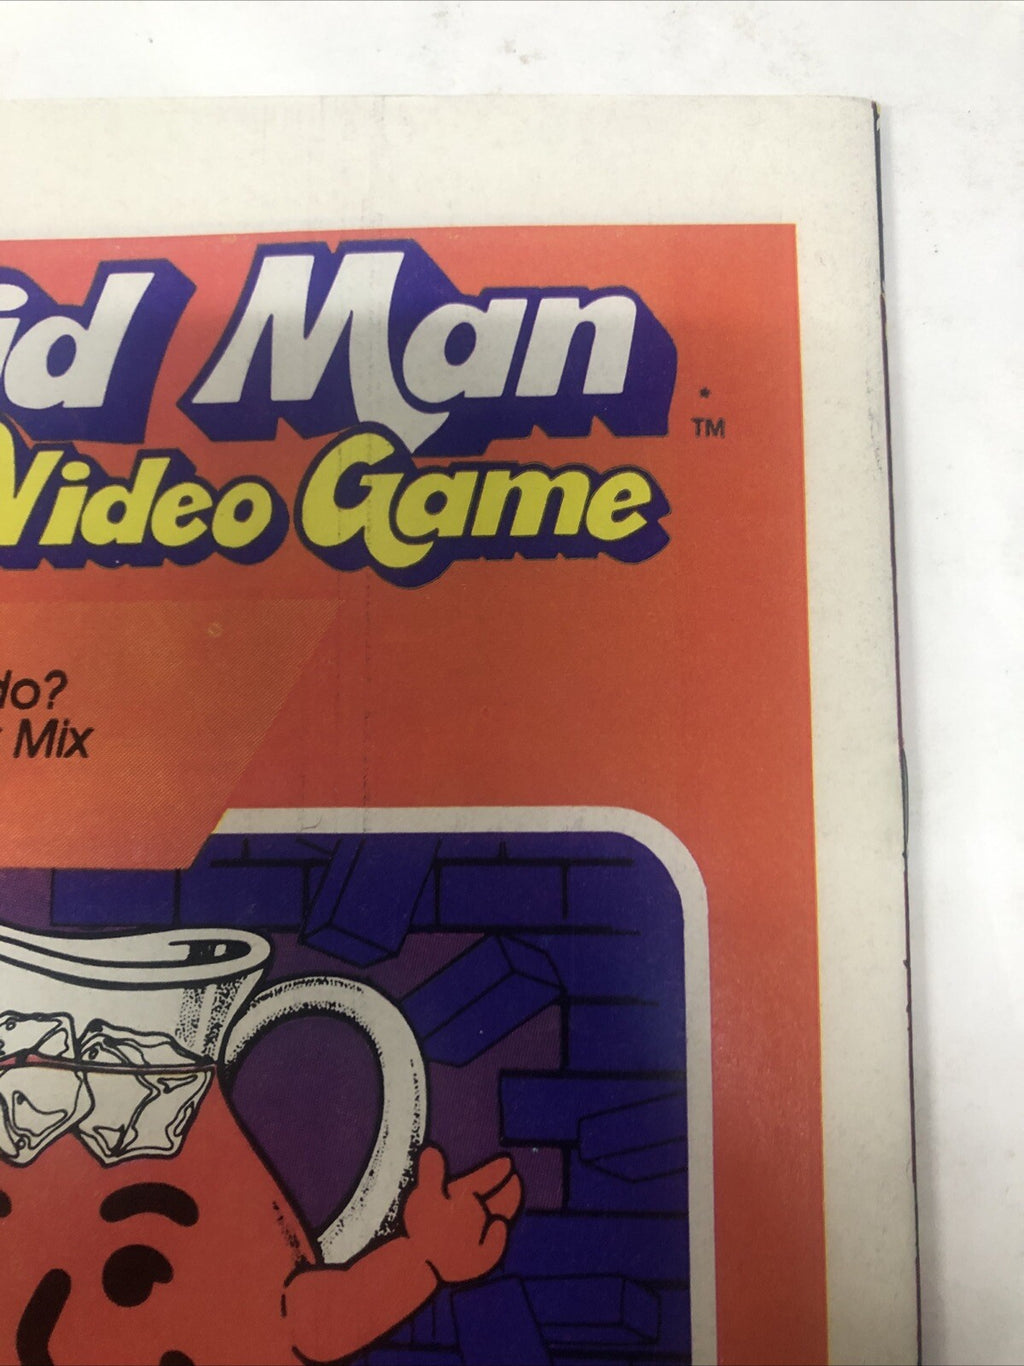 id Man
* TM
Video Game
do?
Mix